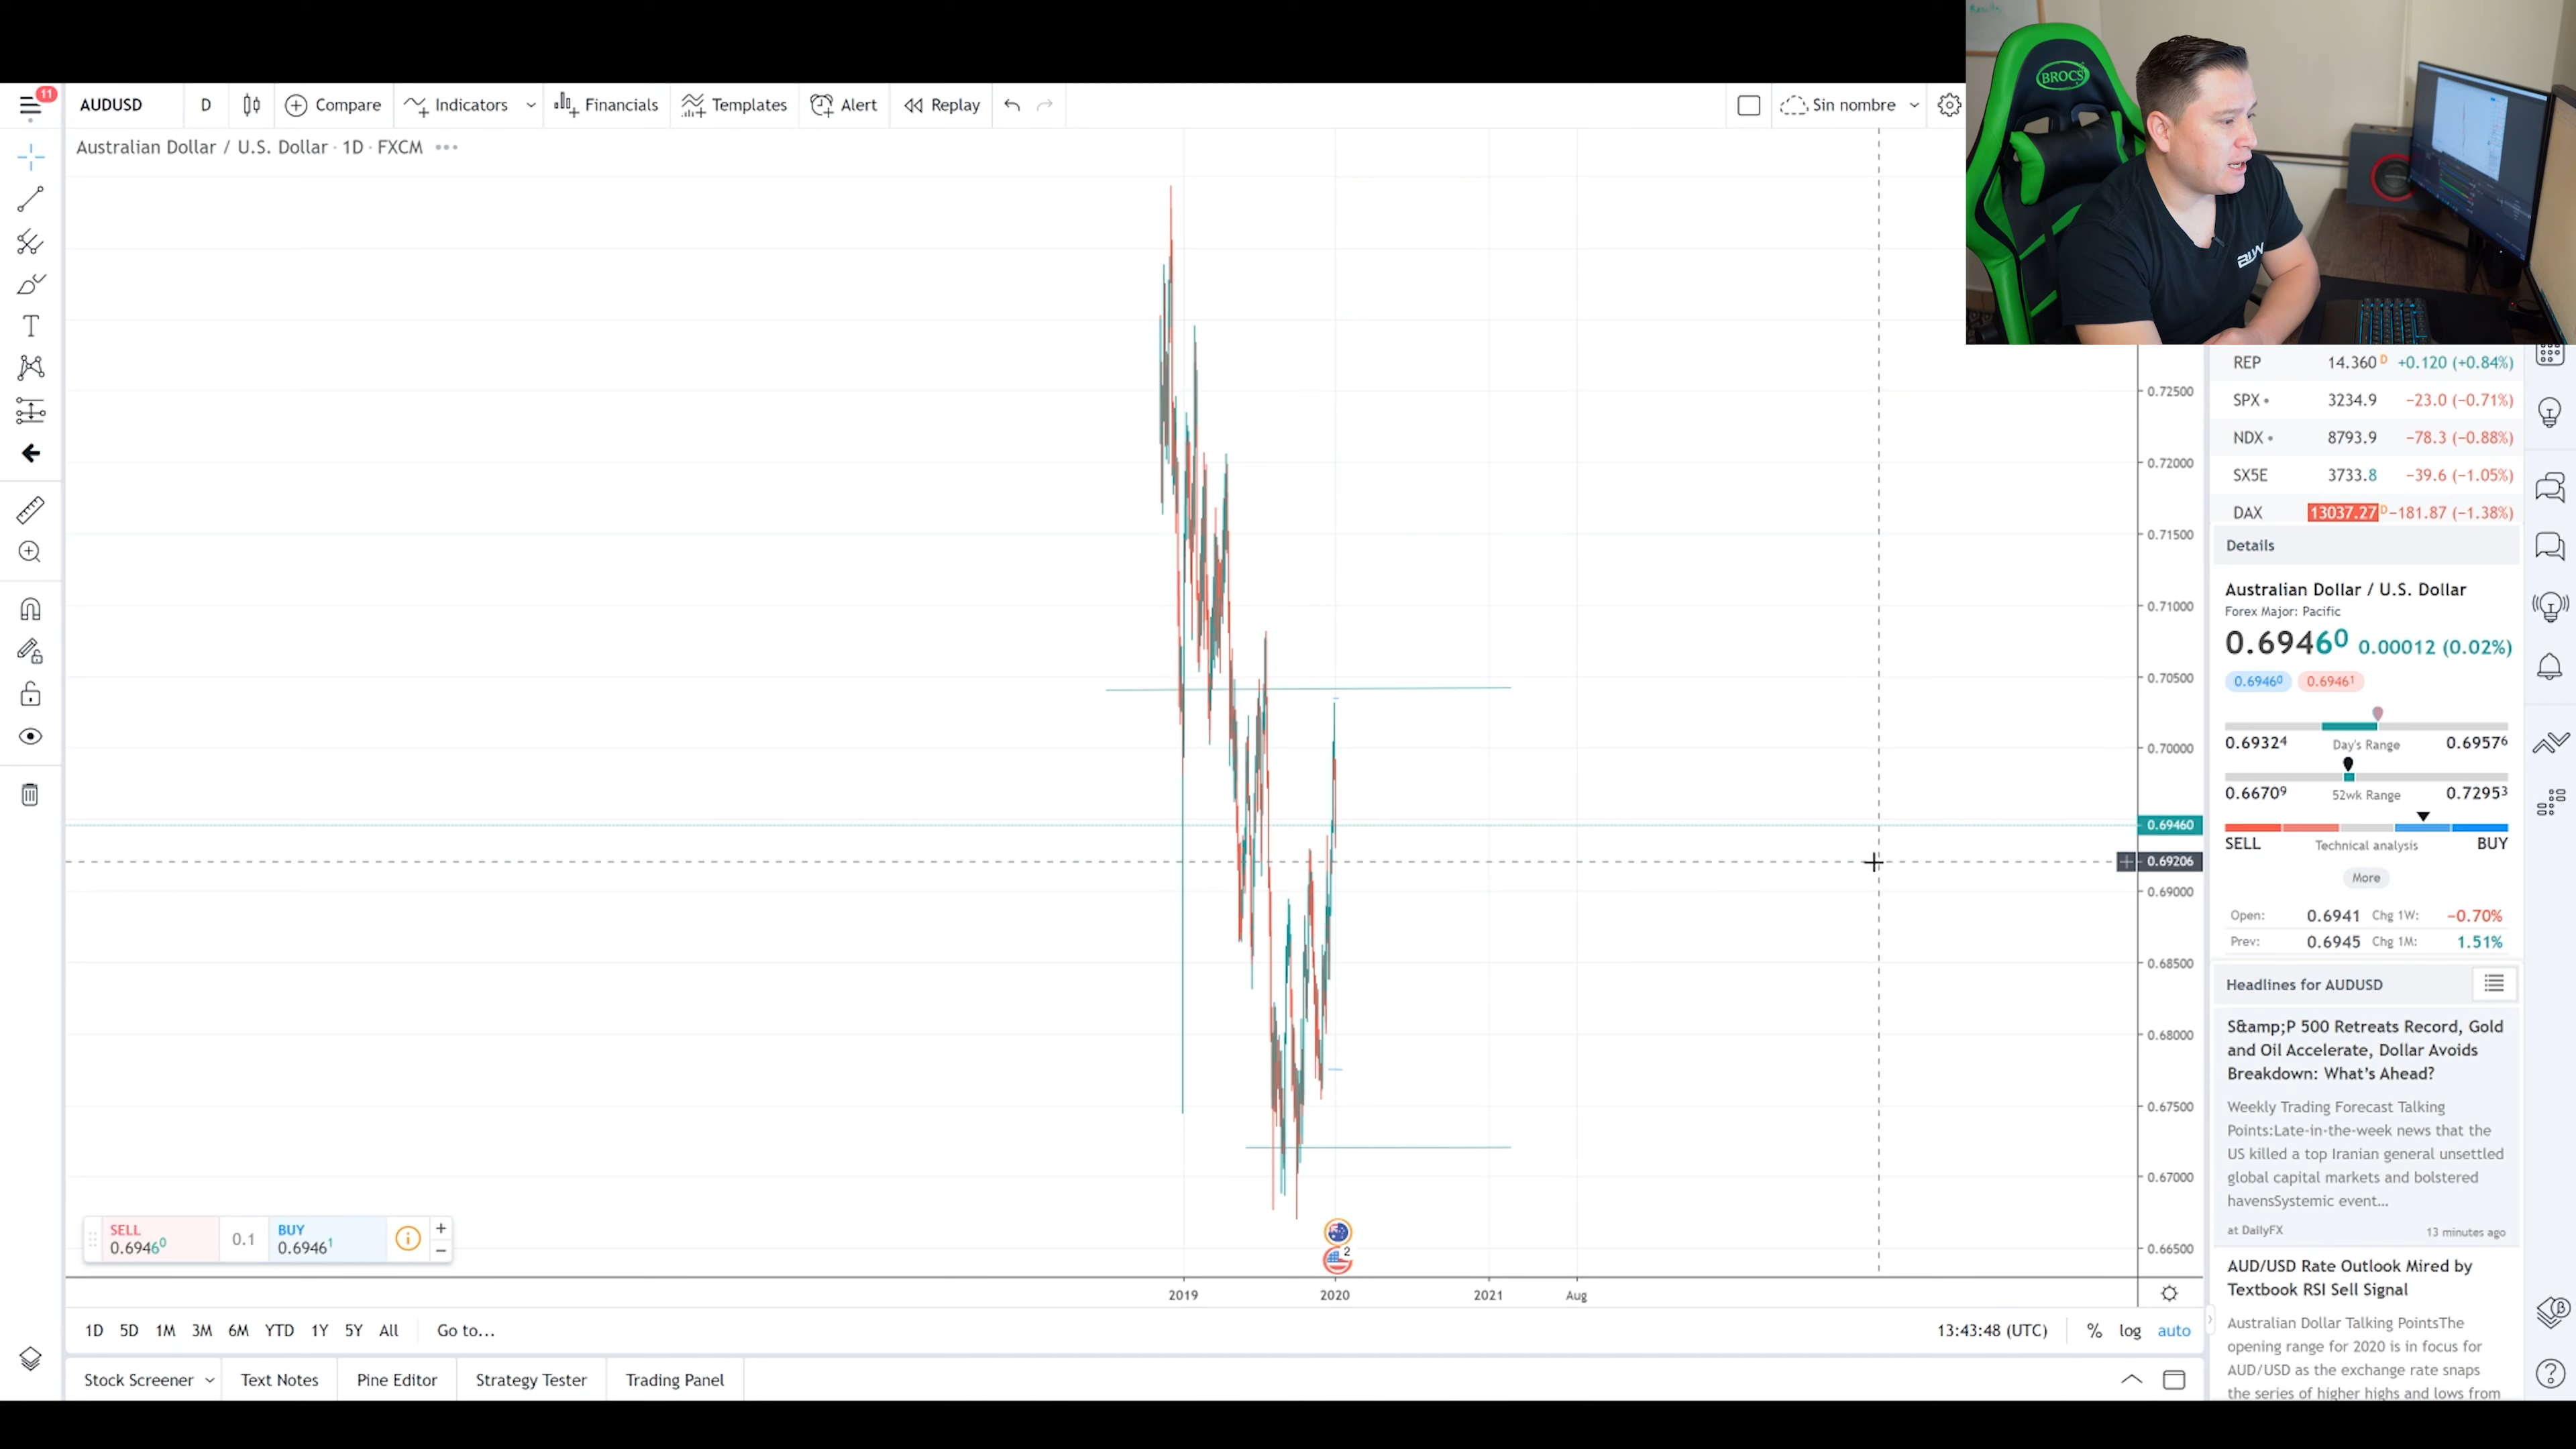 11
AUDUSD D Compare Indicators Financials Templates Alert Replay Sin nombre
Australian Dollar / U.S. Dollar · 1D · FXCM
BROCS
BLW
0.72500
0.72000
0.71500
0.71000
0.70500
0.70000
0.69460
0.69206
0.69000
0.68500
0.68000
0.67500
0.67000
0.66500
SELL
0.69460
0.1
BUY
0.69461
2
2019 2020 2021 Aug
1D 5D 1M 3M 6M YTD 1Y 5Y All Go to... 13:43:48 (UTC) % log auto
Stock Screener Text Notes Pine Editor Strategy Tester Trading Panel
REP 14.360 D +0.120 (+0.84%)
SPX 3234.9 −23.0 (−0.71%)
NDX 8793.9 −78.3 (−0.88%)
SX5E 3733.8 −39.6 (−1.05%)
DAX 13037.27 D −181.87 (−1.38%)
Details
Australian Dollar / U.S. Dollar
Forex Major: Pacific
0.69460 0.00012 (0.02%)
0.69460 0.69461
0.69324 Day's Range 0.69576
0.66709 52wk Range 0.72953
SELL Technical analysis BUY
More
Open: 0.6941 Chg 1W: −0.70%
Prev: 0.6945 Chg 1M: 1.51%
Headlines for AUDUSD
S&amp;P 500 Retreats Record, Gold
and Oil Accelerate, Dollar Avoids
Breakdown: What's Ahead?
Weekly Trading Forecast Talking
Points:Late-in-the-week news that the
US killed a top Iranian general unsettled
global capital markets and bolstered
havensSystemic event...
at DailyFX 13 minutes ago
AUD/USD Rate Outlook Mired by
Textbook RSI Sell Signal
Australian Dollar Talking PointsThe
opening range for 2020 is in focus for
AUD/USD as the exchange rate snaps
the series of higher highs and lows from